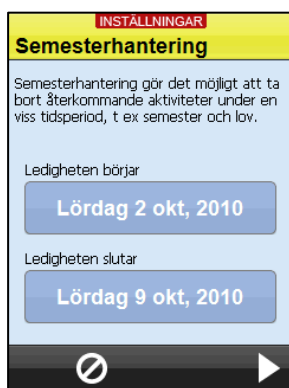 INSTÄLLNINGAR
Semesterhantering
Semesterhantering gör det möjligt att ta
bort återkommande aktiviteter under en
viss tidsperiod, t ex semester och lov.
Ledigheten börjar
Lördag 2 okt, 2010
Ledigheten slutar
Lördag 9 okt, 2010